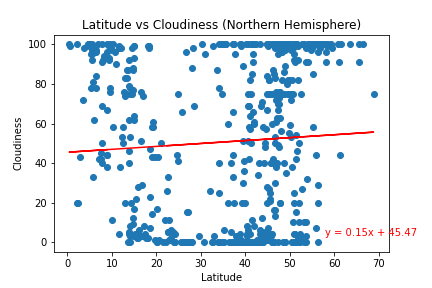 Latitude vs Cloudiness (Northern Hemisphere)
100
80
60
40
20
0
Cloudiness
y = 0.15x + 45.47
0 10 20 30 40 50 60 70
Latitude